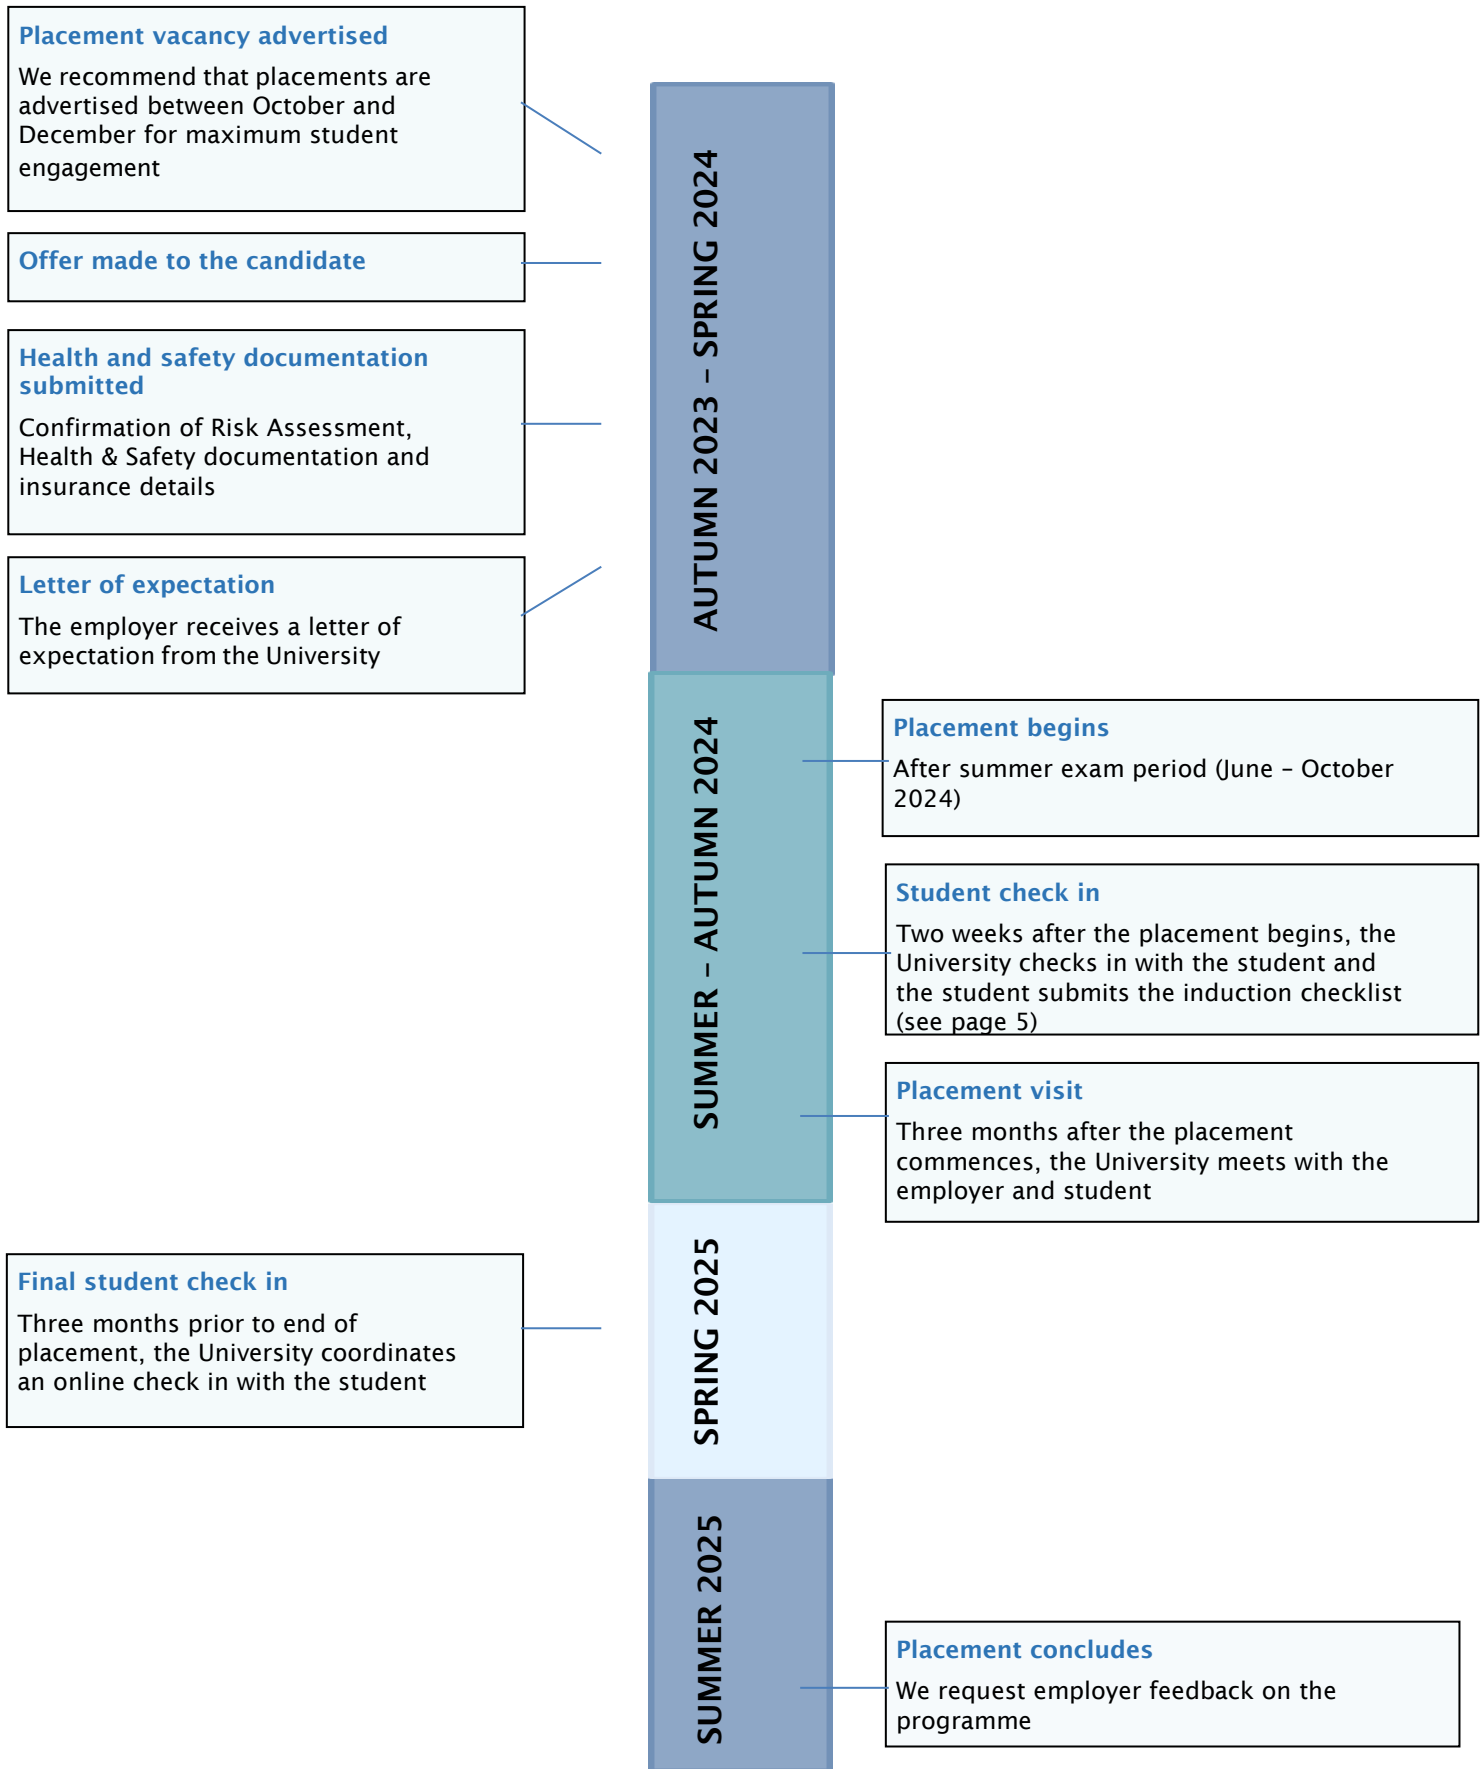 Placement vacancy advertised
We recommend that placements are
advertised between October and
December for maximum student
engagement
Offer made to the candidate
Health and safety documentation
submitted
Confirmation of Risk Assessment,
Health & Safety documentation and
insurance details
Letter of expectation
The employer receives a letter of
expectation from the University
AUTUMN 2023 – SPRING 2024
SUMMER – AUTUMN 2024
Placement begins
After summer exam period (June – October
2024)
Student check in
Two weeks after the placement begins, the
University checks in with the student and
the student submits the induction checklist
(see page 5)
Placement visit
Three months after the placement
commences, the University meets with the
employer and student
Final student check in
Three months prior to end of
placement, the University coordinates
an online check in with the student
SPRING 2025
SUMMER 2025
Placement concludes
We request employer feedback on the
programme